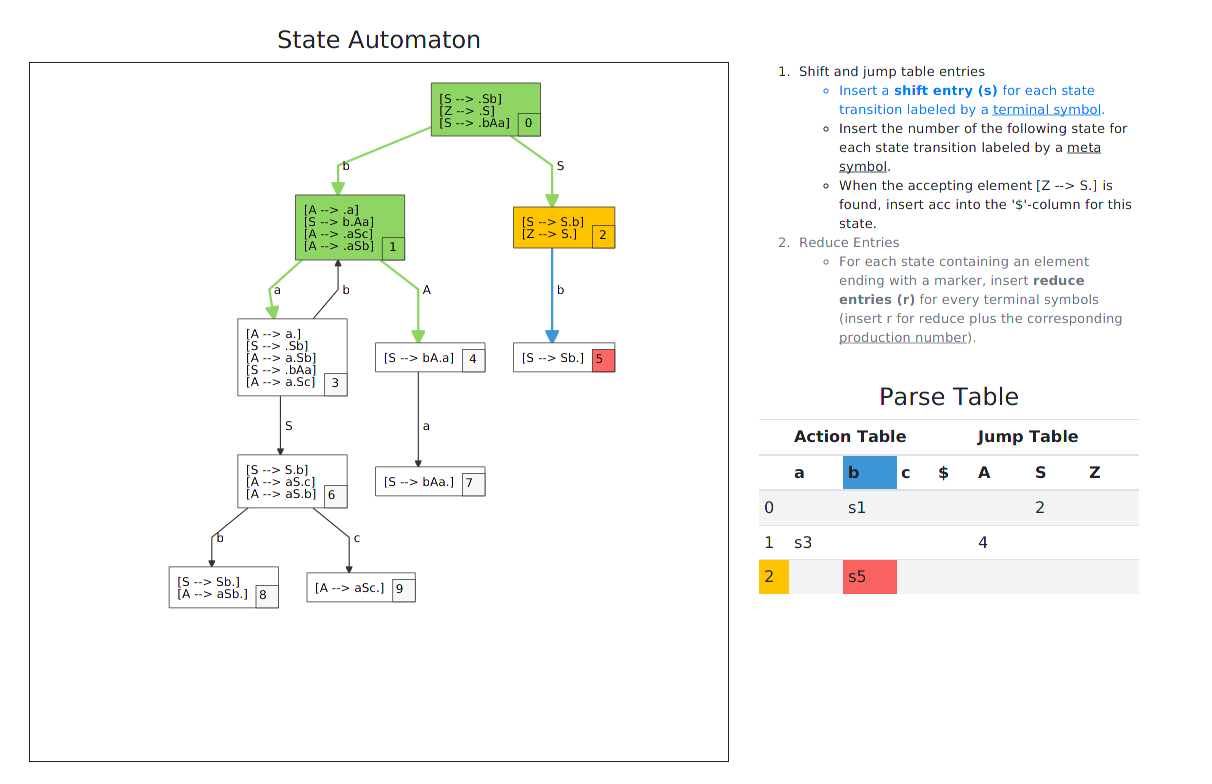 State Automaton
[S --> .Sb]
[Z --> .S]
[S --> .bAa] 0
b
S
[A --> .a]
[S --> b.Aa]
[A --> .aSc]
[A --> .aSb] 1
[S --> S.b]
[Z --> S.] 2
a
b
A
b
[A --> a.]
[S --> .Sb]
[A --> a.Sb]
[S --> .bAa]
[A --> a.Sc] 3
[S --> bA.a] 4
[S --> Sb.] 5
S
a
[S --> S.b]
[A --> aS.c]
[A --> aS.b] 6
[S --> bAa.] 7
b
c
[S --> Sb.]
[A --> aSb.] 8
[A --> aSc.] 9
1. Shift and jump table entries
Insert a shift entry (s) for each state
transition labeled by a terminal symbol.
Insert the number of the following state for
each state transition labeled by a meta
symbol.
When the accepting element [Z --> S.] is
found, insert acc into the '$'-column for this
state.
2. Reduce Entries
For each state containing an element
ending with a marker, insert reduce
entries (r) for every terminal symbols
(insert r for reduce plus the corresponding
production number).
Parse Table
Action Table Jump Table
a b c $ A S Z
0 s1 2
1 s3 4
2 s5